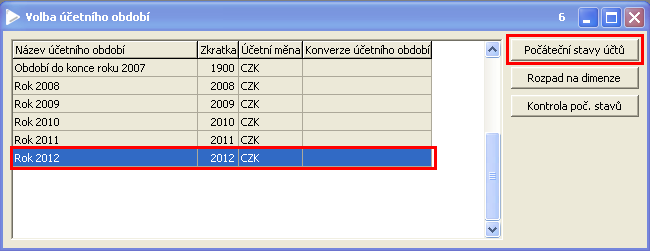 Volba účetního období 6
Název účetního období Zkratka Účetní měna Konverze účetního období
Období do konce roku 2007 1900 CZK
Rok 2008 2008 CZK
Rok 2009 2009 CZK
Rok 2010 2010 CZK
Rok 2011 2011 CZK
Rok 2012 2012 CZK
Počáteční stavy účtů
Rozpad na dimenze
Kontrola poč. stavů